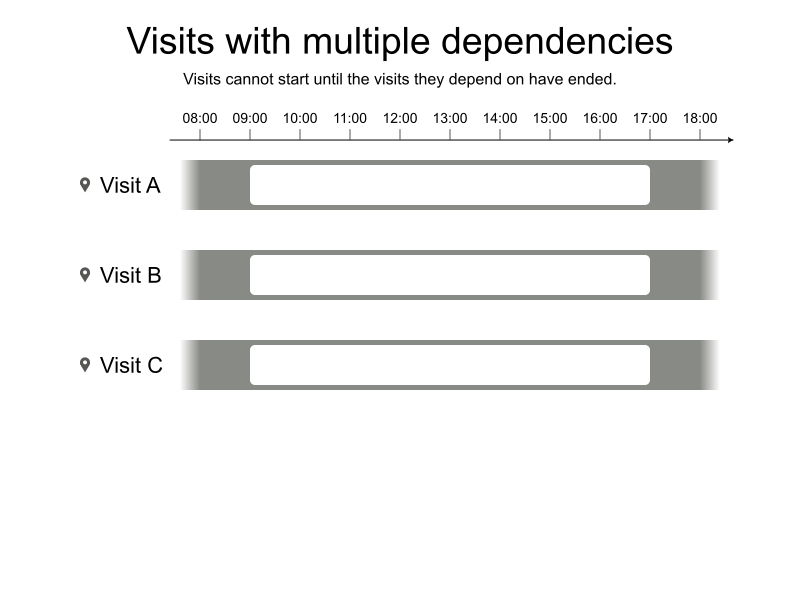 Visits with multiple dependencies
Visits cannot start until the visits they depend on have ended.
08:00 09:00 10:00 11:00 12:00 13:00 14:00 15:00 16:00 17:00 18:00
Visit A
Visit B
Visit C